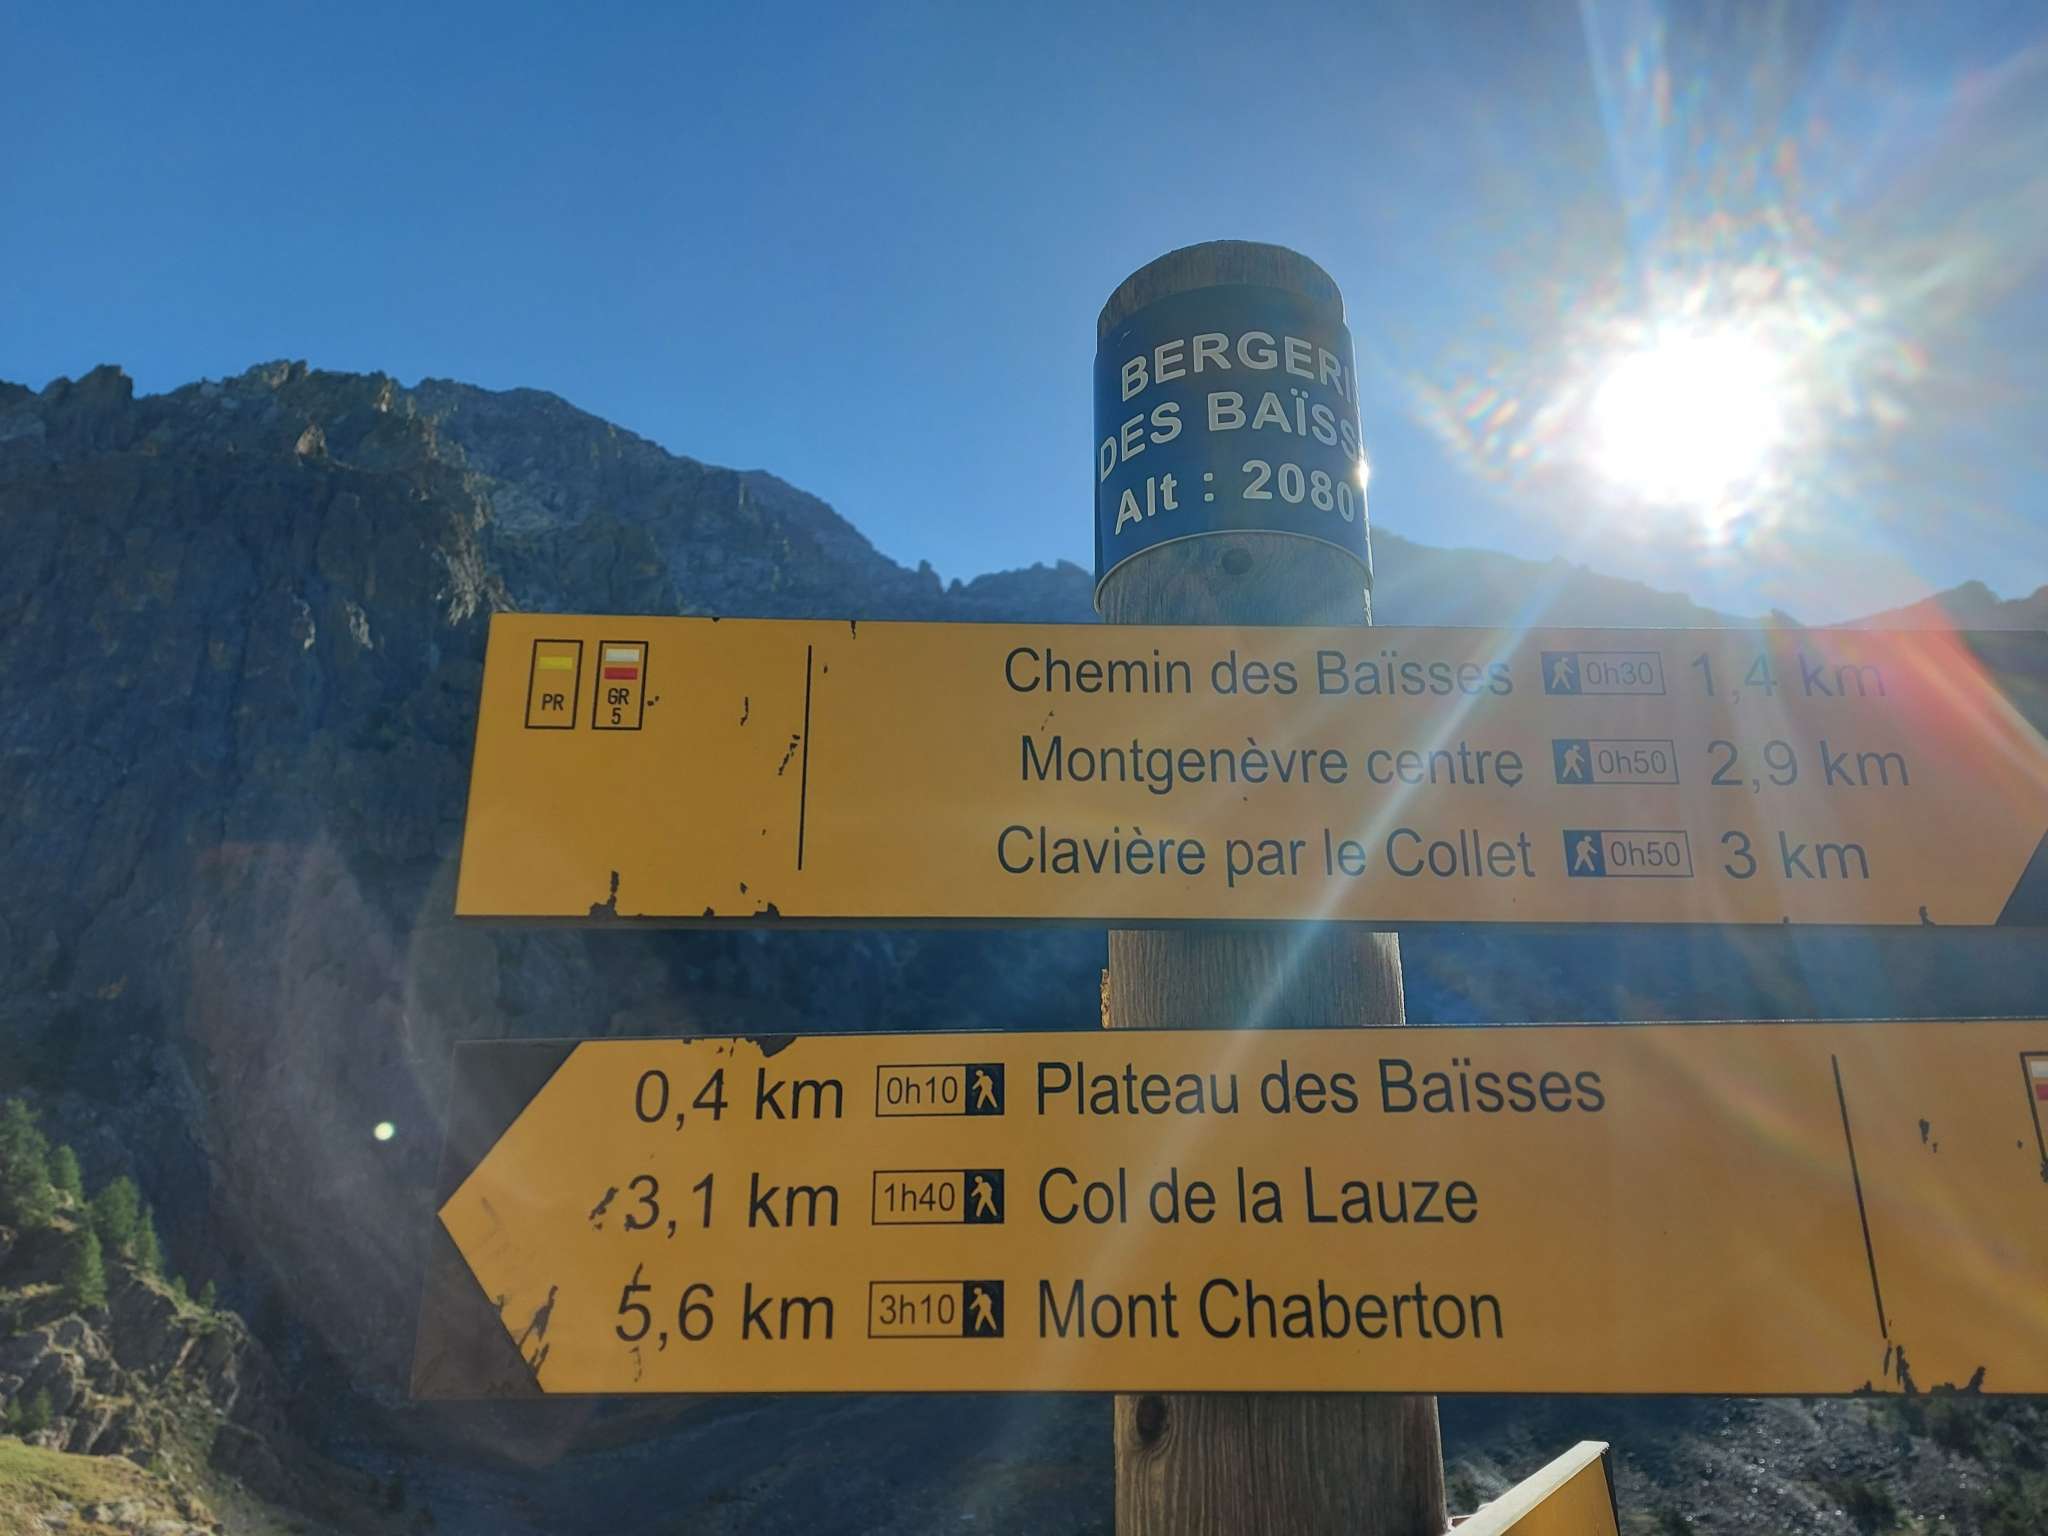 BERGERI
DES BAÏSS
Alt : 2080
PR
GR
5
Chemin des Baïsses 0h30 1,4 km
Montgenèvre centre 0h50 2,9 km
Clavière par le Collet 0h50 3 km
0,4 km 0h10 Plateau des Baïsses
3,1 km 1h40 Col de la Lauze
5,6 km 3h10 Mont Chaberton